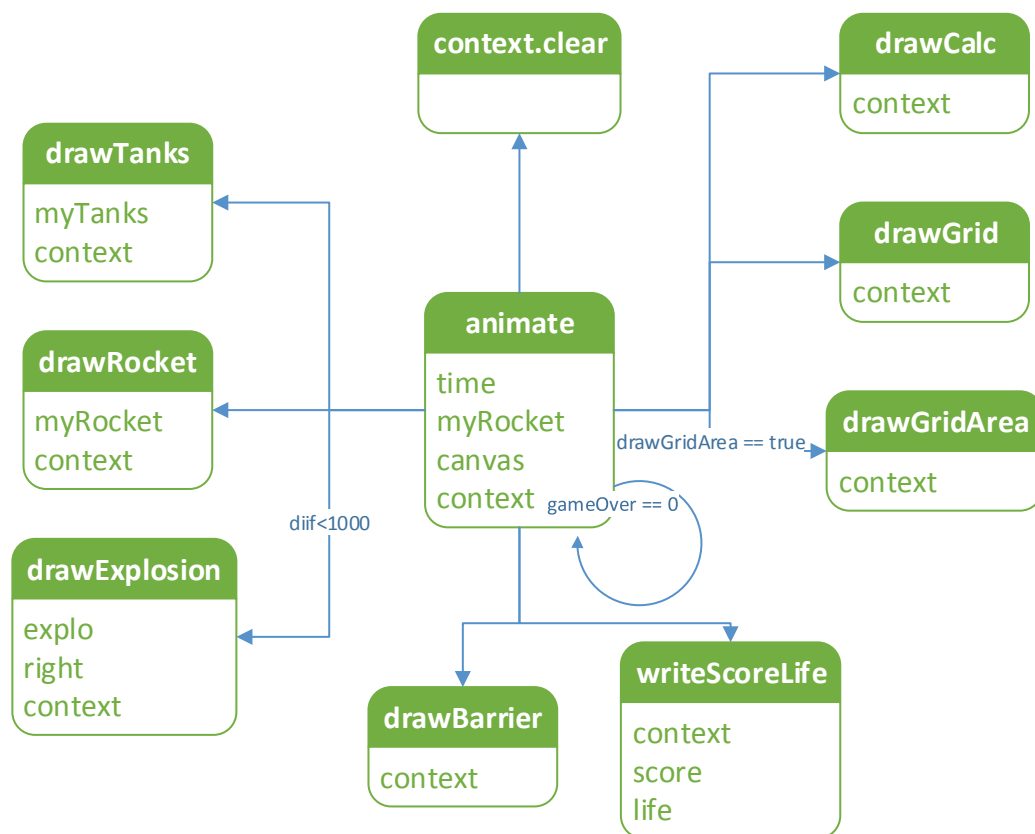 context.clear
drawCalc
context
drawTanks
myTanks
context
drawGrid
context
animate
time
myRocket
canvas
context
drawRocket
myRocket
context
drawGridArea == true
drawGridArea
context
gameOver == 0
diif<1000
drawExplosion
explo
right
context
drawBarrier
context
writeScoreLife
context
score
life